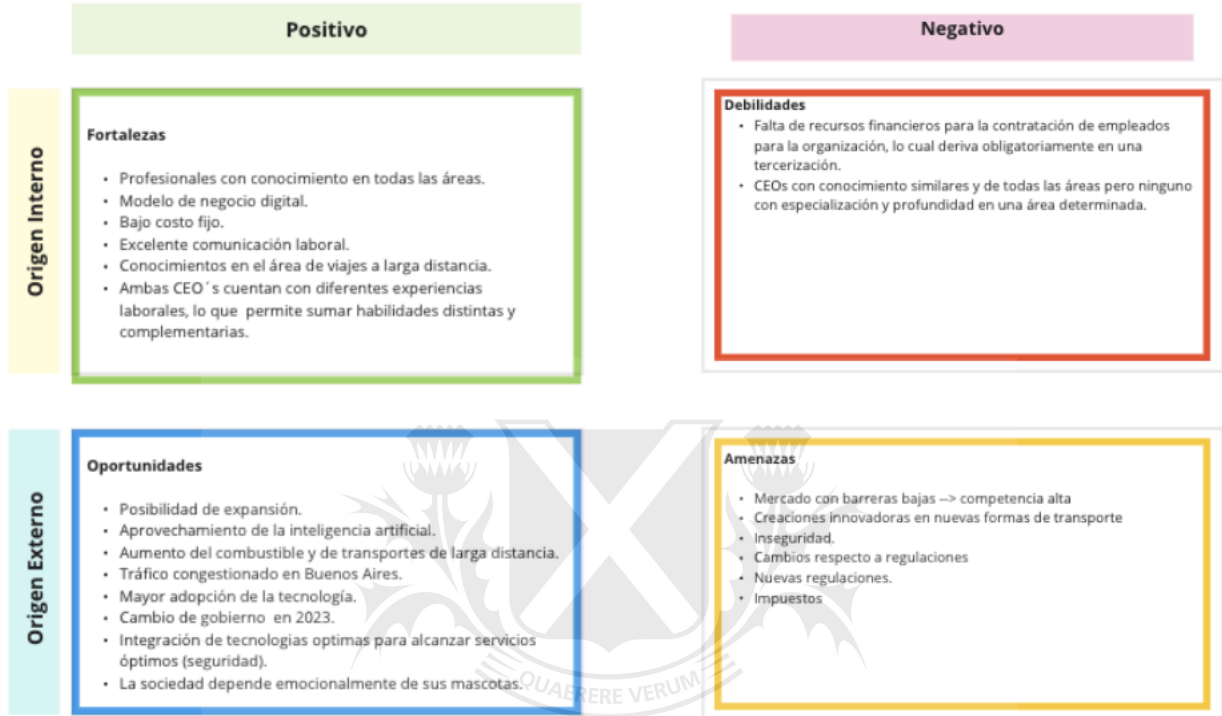 Positivo
Negativo
Origen Interno
Fortalezas
• Profesionales con conocimiento en todas las áreas.
• Modelo de negocio digital.
• Bajo costo fijo.
• Excelente comunicación laboral.
• Conocimientos en el área de viajes a larga distancia.
• Ambas CEO´s cuentan con diferentes experiencias
laborales, lo que permite sumar habilidades distintas y
complementarias.
Debilidades
• Falta de recursos financieros para la contratación de empleados
para la organización, lo cual deriva obligatoriamente en una
tercerización.
• CEOs con conocimiento similares y de todas las áreas pero ninguno
con especialización y profundidad en una área determinada.
Origen Externo
Oportunidades
• Posibilidad de expansión.
• Aprovechamiento de la inteligencia artificial.
• Aumento del combustible y de transportes de larga distancia.
• Tráfico congestionado en Buenos Aires.
• Mayor adopción de la tecnología.
• Cambio de gobierno en 2023.
• Integración de tecnologias optimas para alcanzar servicios
óptimos (seguridad).
• La sociedad depende emocionalmente de sus mascotas.
Amenazas
• Mercado con barreras bajas --> competencia alta
• Creaciones innovadoras en nuevas formas de transporte
• Inseguridad.
• Cambios respecto a regulaciones
• Nuevas regulaciones.
• Impuestos
QUAERERE VERUM